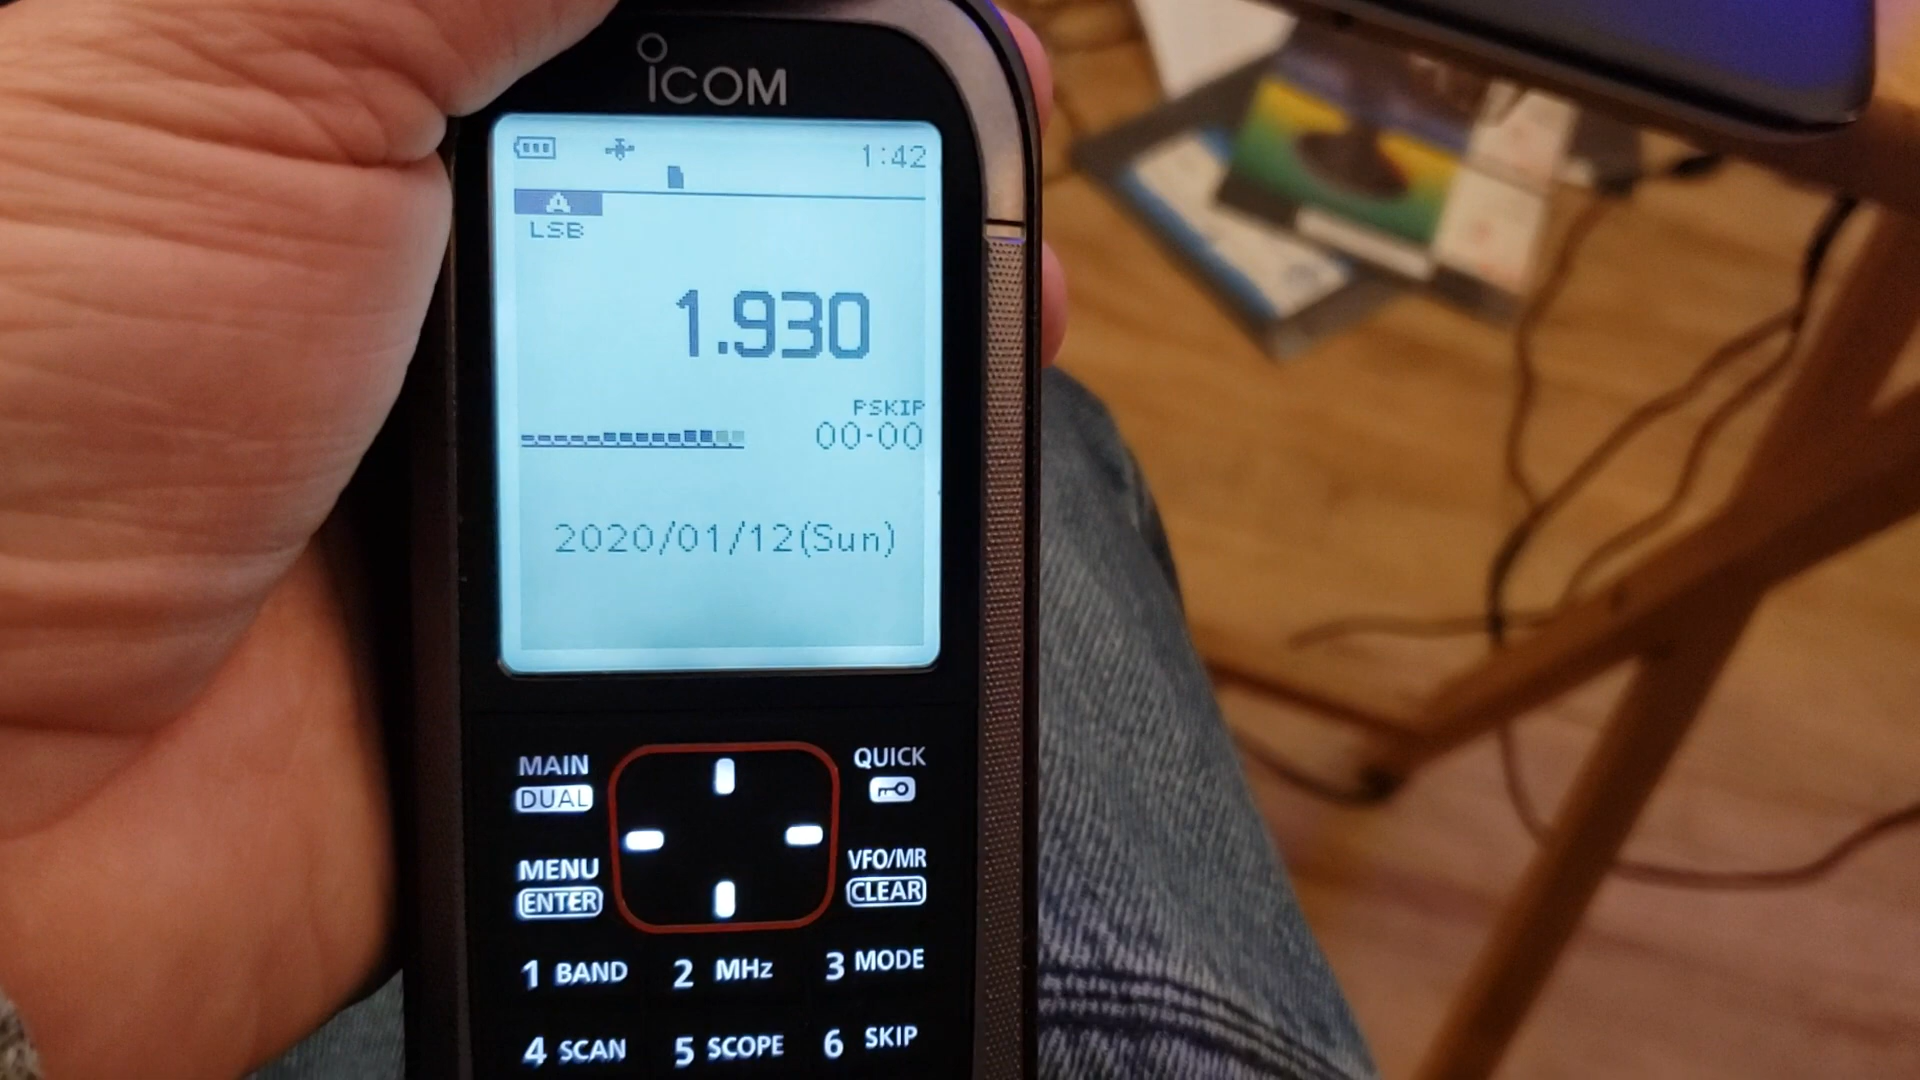 ICOM
1:42
A
LSB
1.930
PSKIP
00-00
2020/01/12(Sun)
MAIN
DUAL
QUICK
MENU
ENTER
VFO/MR
CLEAR
1 BAND
2 MHz
3 MODE
4 SCAN
5 SCOPE
6 SKIP